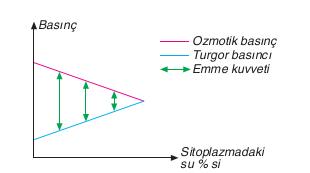 Basınç
Ozmotik basınç
Turgor basıncı
Emme kuvveti
Sitoplazmadaki
su % si